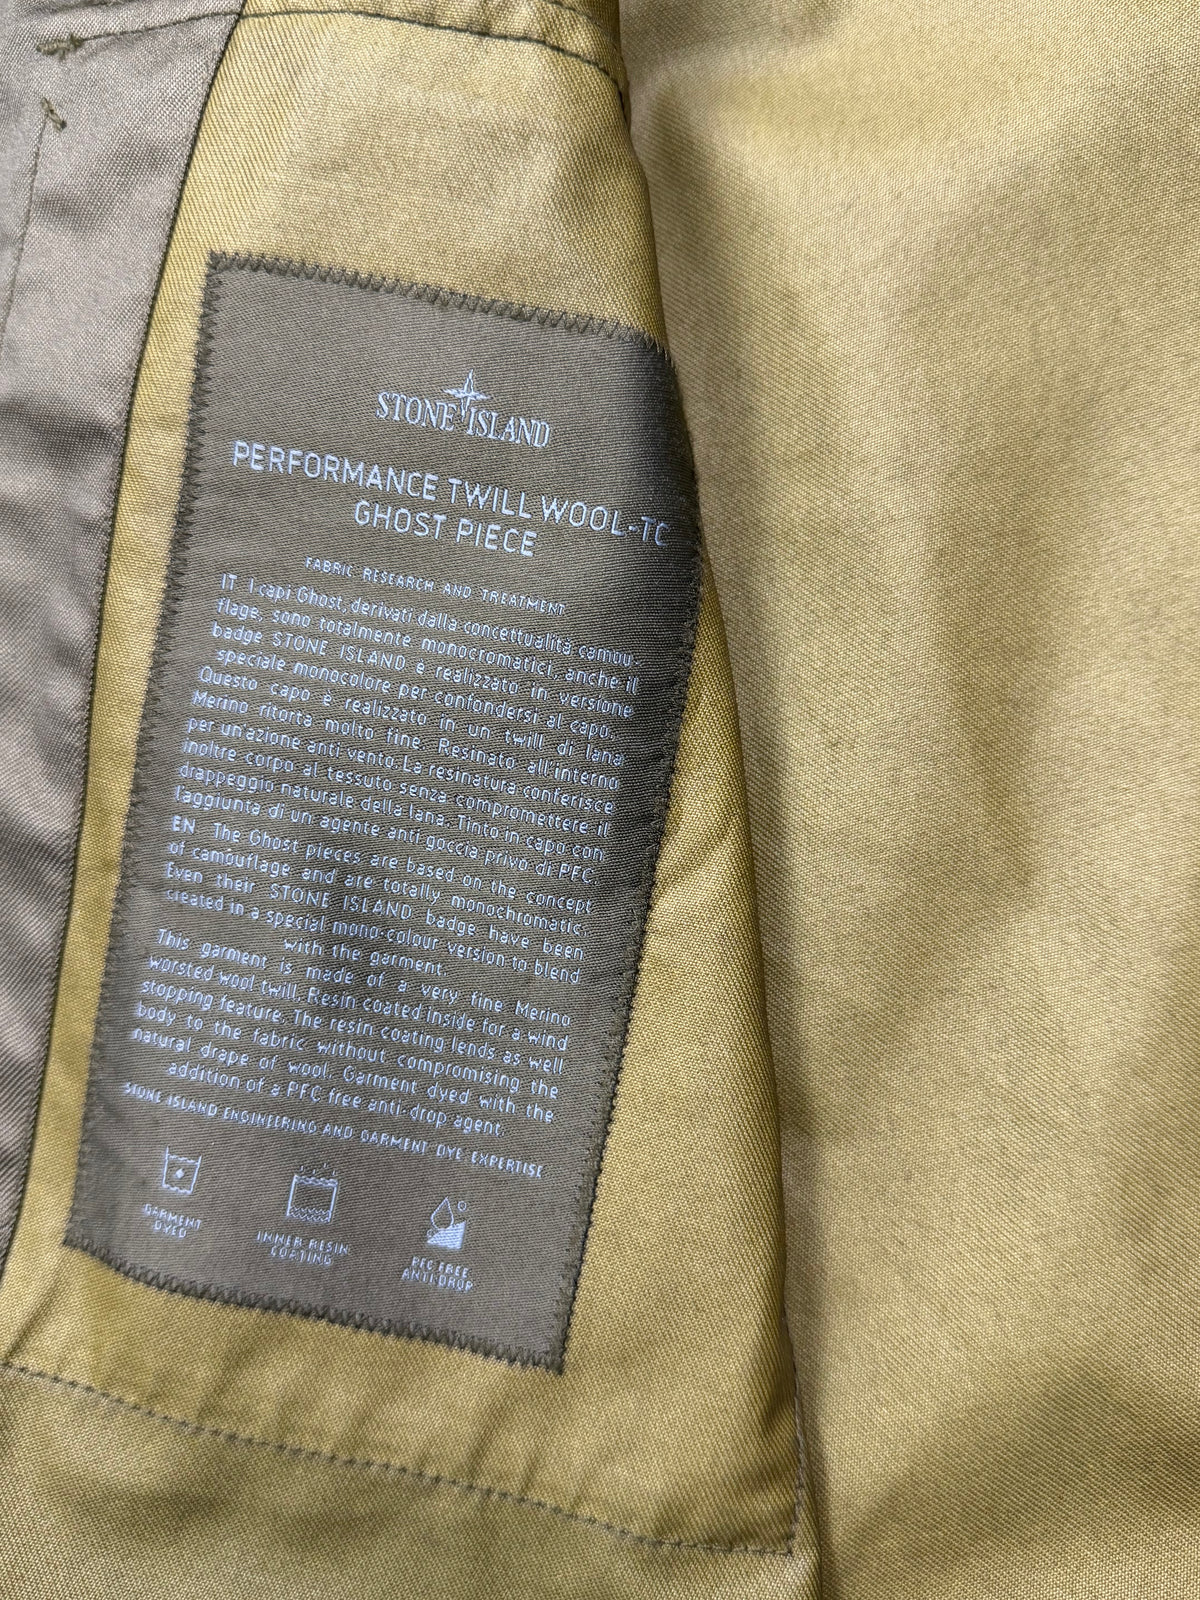 STONE ISLAND
PERFORMANCE TWILL WOOL-TC
GHOST PIECE
FABRIC RESEARCH AND TREATMENT
IT I capi Ghost, derivati dalla concettualità camou-
flage, sono totalmente monocromatici, anche il
badge STONE ISLAND è realizzato in versione
speciale monocolore per confondersi al capo.
Questo capo è realizzato in un twill di lana
Merino ritorta molto fine. Resinato all'interno
per un'azione anti vento. La resinatura conferisce
inoltre corpo al tessuto senza compromettere il
drappeggio naturale della lana. Tinto in capo con
l'aggiunta di un agente anti goccia privo di PFC.
EN The Ghost pieces are based on the concept
of camouflage and are totally monochromatic.
Even their STONE ISLAND badge have been
created in a special mono-colour version to blend
with the garment.
This garment is made of a very fine Merino
worsted wool twill. Resin coated inside for a wind
stopping feature. The resin coating lends as well
body to the fabric without compromising the
natural drape of wool. Garment dyed with the
addition of a PFC free anti-drop agent.
STONE ISLAND ENGINEERING AND GARMENT DYE EXPERTISE
GARMENT
DYED
INNER RESIN
COATING
PFC FREE
ANTI-DROP